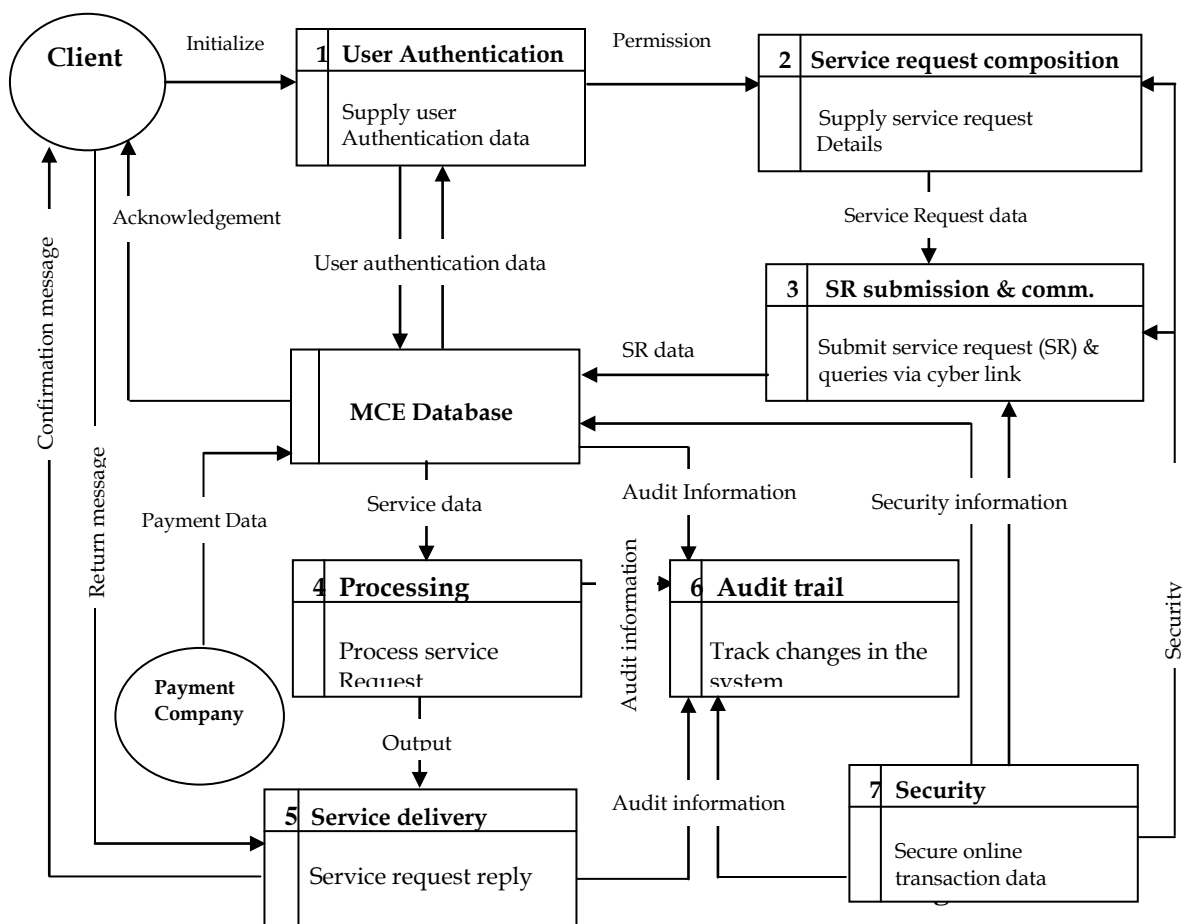 Client
Initialize
1 User Authentication
Supply user
Authentication data
Permission
2 Service request composition
Supply service request
Details
Acknowledgement
User authentication data
Service Request data
3 SR submission & comm.
Submit service request (SR) &
queries via cyber link
SR data
MCE Database
Confirmation message
Return message
Payment Data
Service data
Audit Information
Security information
Security
4 Processing
Process service
Request
Audit information
6 Audit trail
Track changes in the
system
Payment
Company
Output
5 Service delivery
Service request reply
Audit information
7 Security
Secure online
transaction data